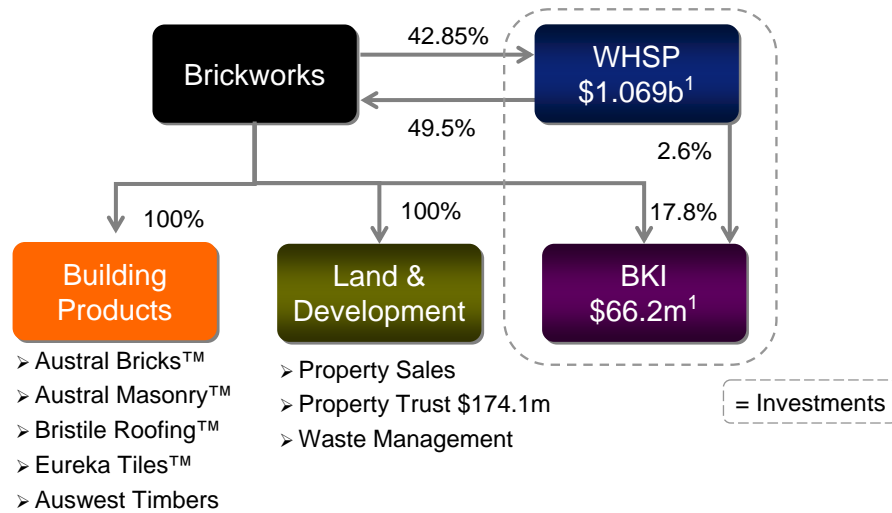 42.85%
Brickworks
WHSP
$1.069b¹
49.5%
2.6%
100%
100%
17.8%
Building
Products
Land &
Development
BKI
$66.2m¹
➢ Austral Bricks™
➢ Austral Masonry™
➢ Bristile Roofing™
➢ Eureka Tiles™
➢ Auswest Timbers
➢ Property Sales
➢ Property Trust $174.1m
➢ Waste Management
= Investments